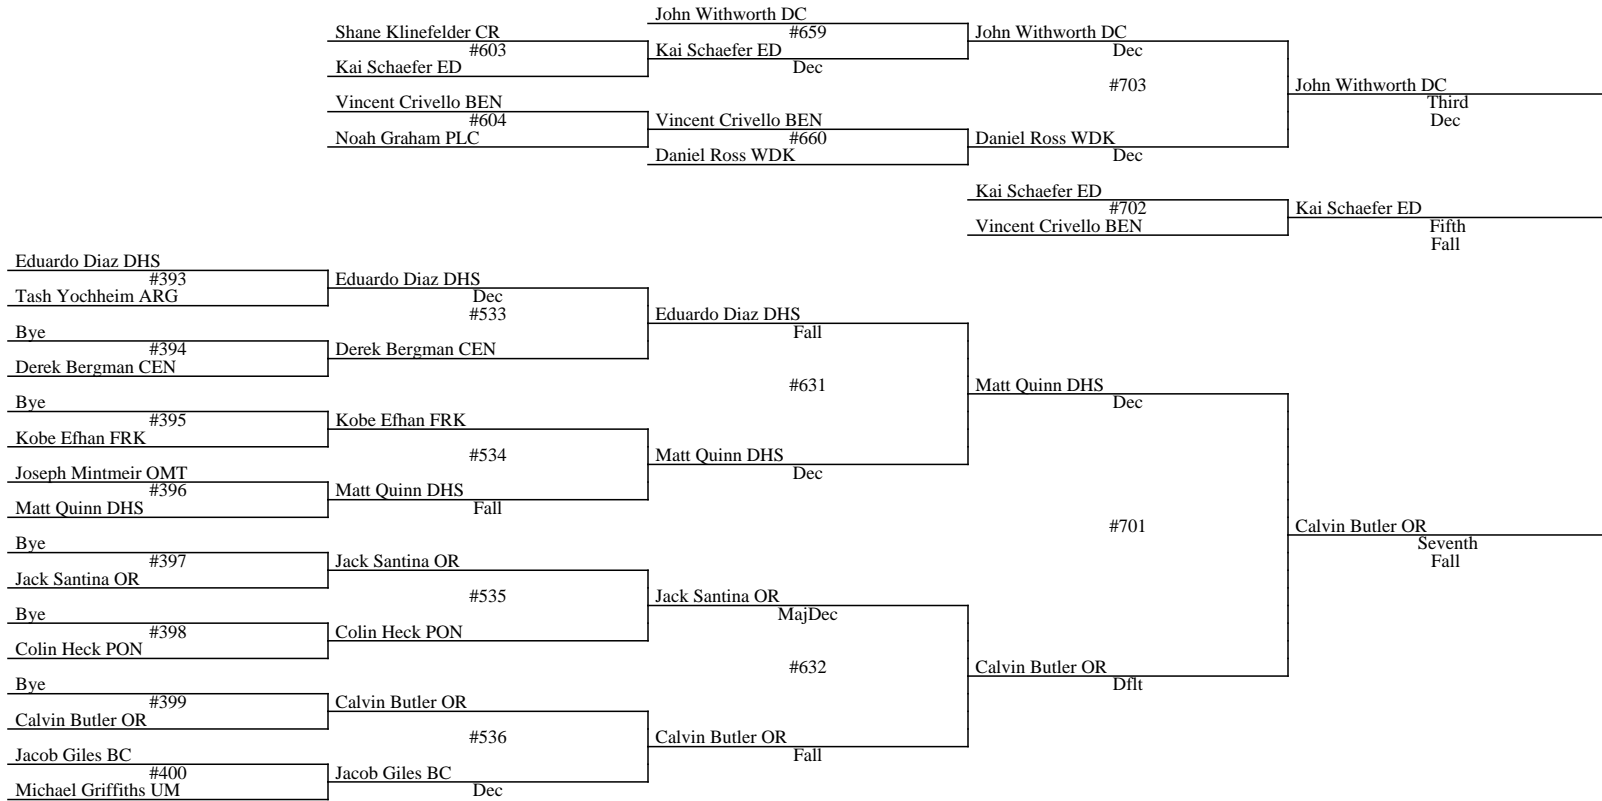 John Withworth DC
Shane Klinefelder CR
#659
John Withworth DC
#603
Kai Schaefer ED
Dec
Kai Schaefer ED
Dec
#703
John Withworth DC
Vincent Crivello BEN
Third
#604
Vincent Crivello BEN
Dec
Noah Graham PLC
#660
Daniel Ross WDK
Daniel Ross WDK
Dec
Kai Schaefer ED
#702
Kai Schaefer ED
Vincent Crivello BEN
Fifth
Fall
Eduardo Diaz DHS
#393
Eduardo Diaz DHS
Tash Yochheim ARG
Dec
#533
Eduardo Diaz DHS
Bye
Fall
#394
Derek Bergman CEN
Derek Bergman CEN
#631
Matt Quinn DHS
Bye
Dec
#395
Kobe Efhan FRK
Kobe Efhan FRK
#534
Matt Quinn DHS
Joseph Mintmeir OMT
Dec
#396
Matt Quinn DHS
Matt Quinn DHS
Fall
#701
Calvin Butler OR
Bye
Seventh
#397
Jack Santina OR
Fall
Jack Santina OR
#535
Jack Santina OR
Bye
MajDec
#398
Colin Heck PON
Colin Heck PON
#632
Calvin Butler OR
Bye
Dflt
#399
Calvin Butler OR
Calvin Butler OR
#536
Calvin Butler OR
Jacob Giles BC
Fall
#400
Jacob Giles BC
Michael Griffiths UM
Dec